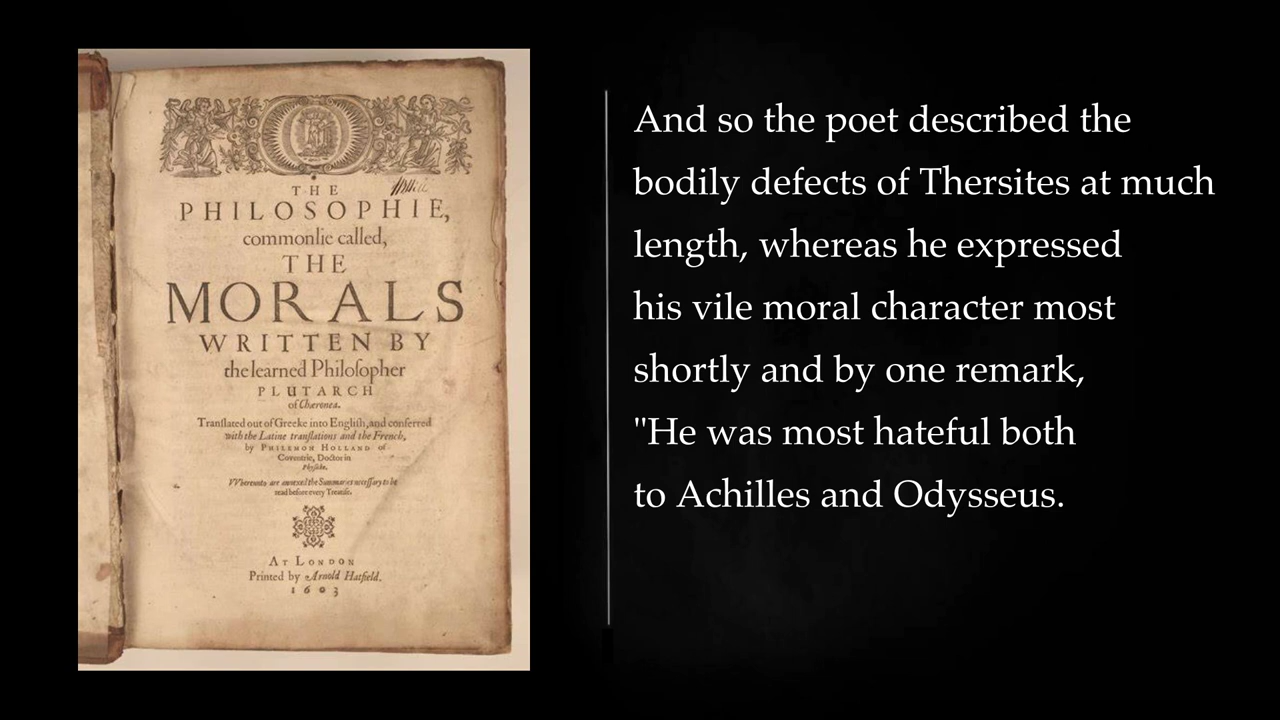 THE
PHILOSOPHIE,
commonlie called,
THE
MORALS
WRITTEN BY
the learned Philoſopher
PLUTARCH
of Chæronea.
Tranſlated out of Greeke into Engliſh, and conferred
with the Latine tranſlations and the French,
by PHILEMON HOLLAND of
Coventrie, Doctor in
Phyſicke.
VVhereunto are annexed the Summaries neceſſary to be
read before every Treatiſe.
AT LONDON
Printed by Arnold Hatfield.
1603
And so the poet described the
bodily defects of Thersites at much
length, whereas he expressed
his vile moral character most
shortly and by one remark,
"He was most hateful both
to Achilles and Odysseus.